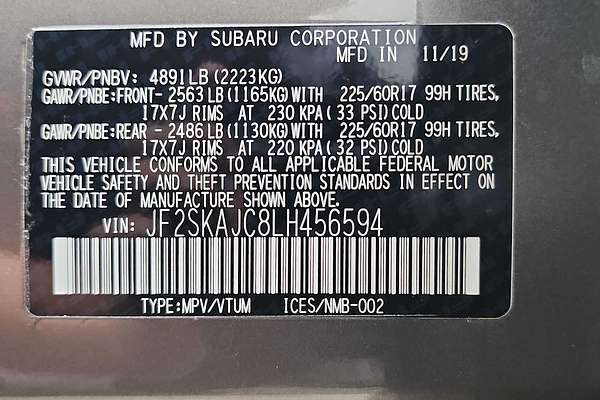 MFD BY SUBARU CORPORATION
MFD IN 11/19
GVWR/PNBV: 4891LB (2223KG)
GAWR/PNBE:FRONT- 2563LB (1165KG)WITH 225/60R17 99H TIRES,
17X7J RIMS AT 230 KPA( 33 PSI)COLD
GAWR/PNBE:REAR - 2486LB (1130KG)WITH 225/60R17 99H TIRES,
17X7J RIMS AT 220 KPA( 32 PSI)COLD
THIS VEHICLE CONFORMS TO ALL APPLICABLE FEDERAL MOTOR
VEHICLE SAFETY AND THEFT PREVENTION STANDARDS IN EFFECT ON
THE DATE OF MANUFACTURE SHOWN ABOVE.
VIN: JF2SKAJC8LH456594
TYPE:MPV/VTUM ICES/NMB-002